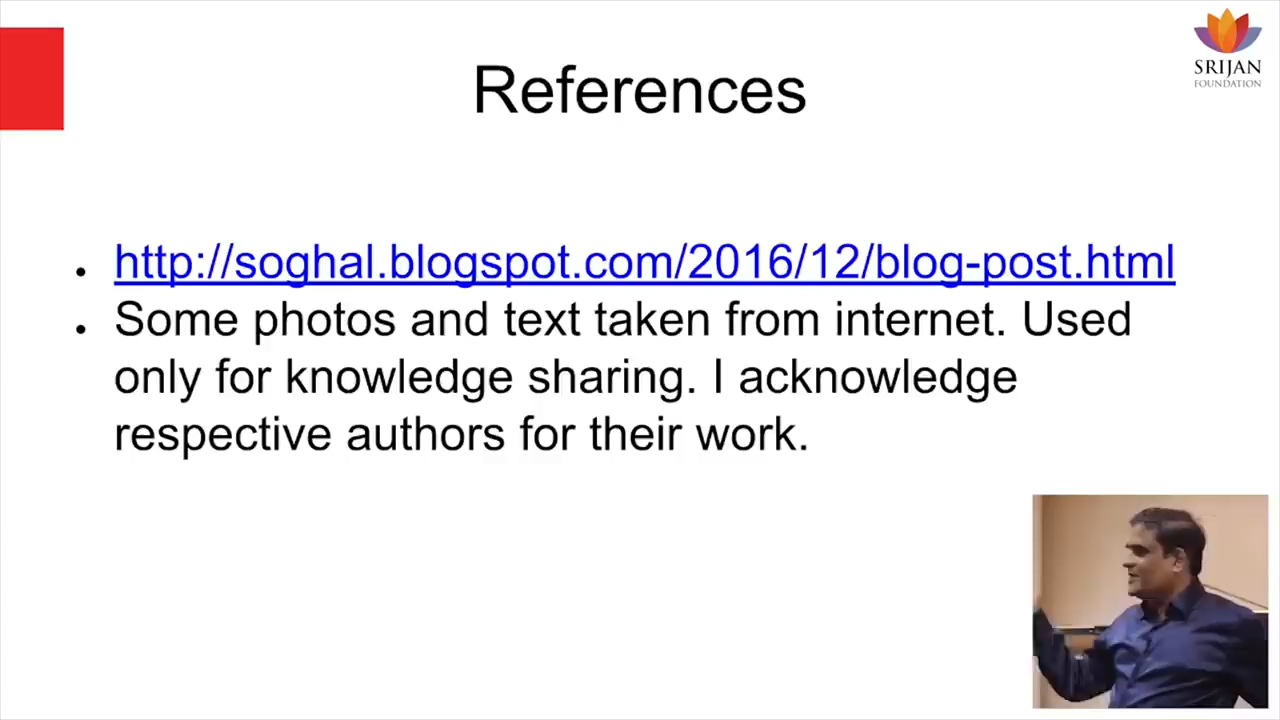 SRIJAN
FOUNDATION
References
http://soghal.blogspot.com/2016/12/blog-post.html
Some photos and text taken from internet. Used
only for knowledge sharing. I acknowledge
respective authors for their work.